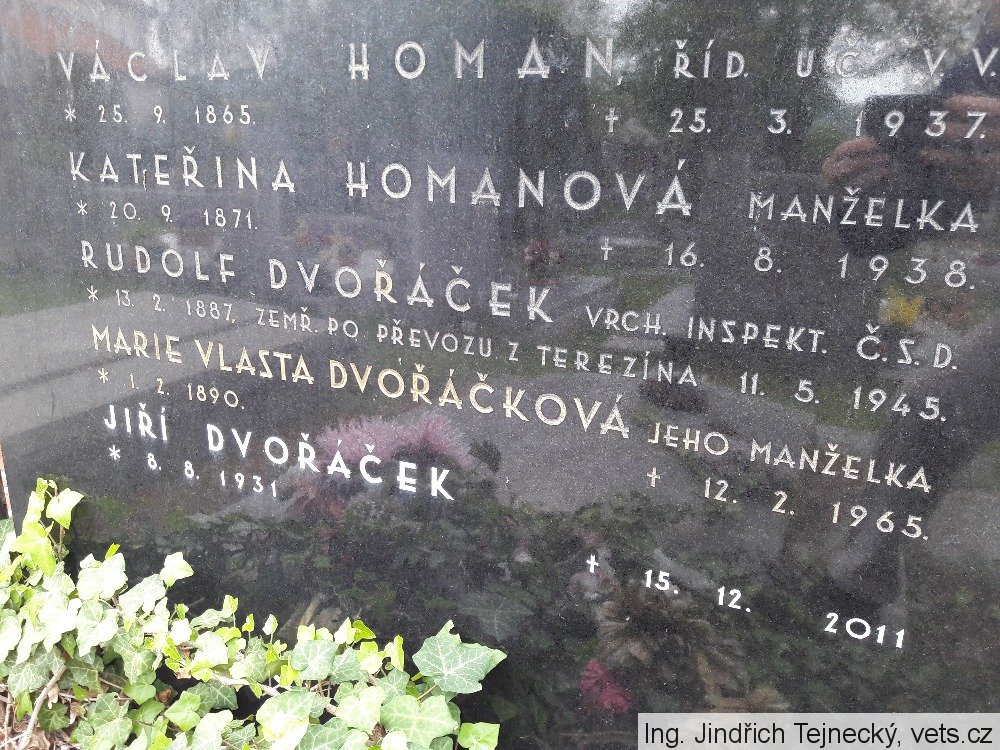 VÁCLAV HOMAN, ŘÍD. UČ. V. V.
* 25. 9. 1865. † 25. 3. 1937.
KATEŘINA HOMANOVÁ MANŽELKA
* 20. 9. 1871. † 16. 8. 1938.
RUDOLF DVOŘÁČEK VRCH. INSPEKT. Č.S.D.
* 13. 2. 1887, ZEMŘ. PO. PŘEVOZU Z TEREZÍNA 11. 5. 1945.
MARIE VLASTA DVOŘÁČKOVÁ JEHO MANŽELKA
* 1. 2. 1890. † 12. 2. 1965.
JIŘÍ DVOŘÁČEK
* 8. 8. 1931 † 15. 12. 2011
Ing. Jindřich Tejnecký, vets.cz